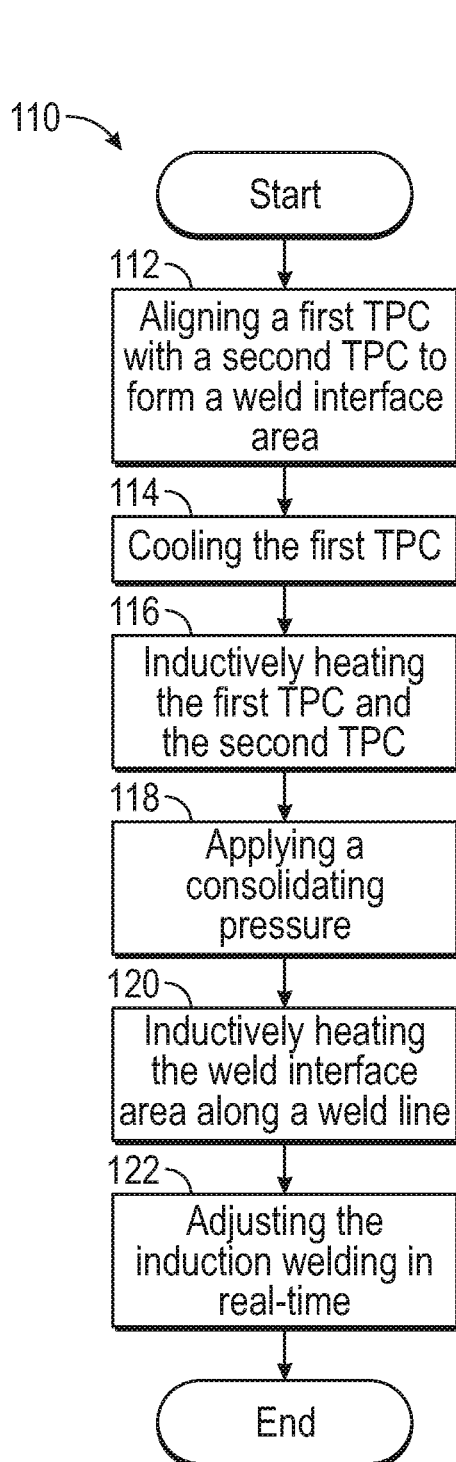 110
Start
112
Aligning a first TPC
with a second TPC to
form a weld interface
area
114
Cooling the first TPC
116
Inductively heating
the first TPC and
the second TPC
118
Applying a
consolidating
pressure
120
Inductively heating
the weld interface
area along a weld line
122
Adjusting the
induction welding in
real-time
End